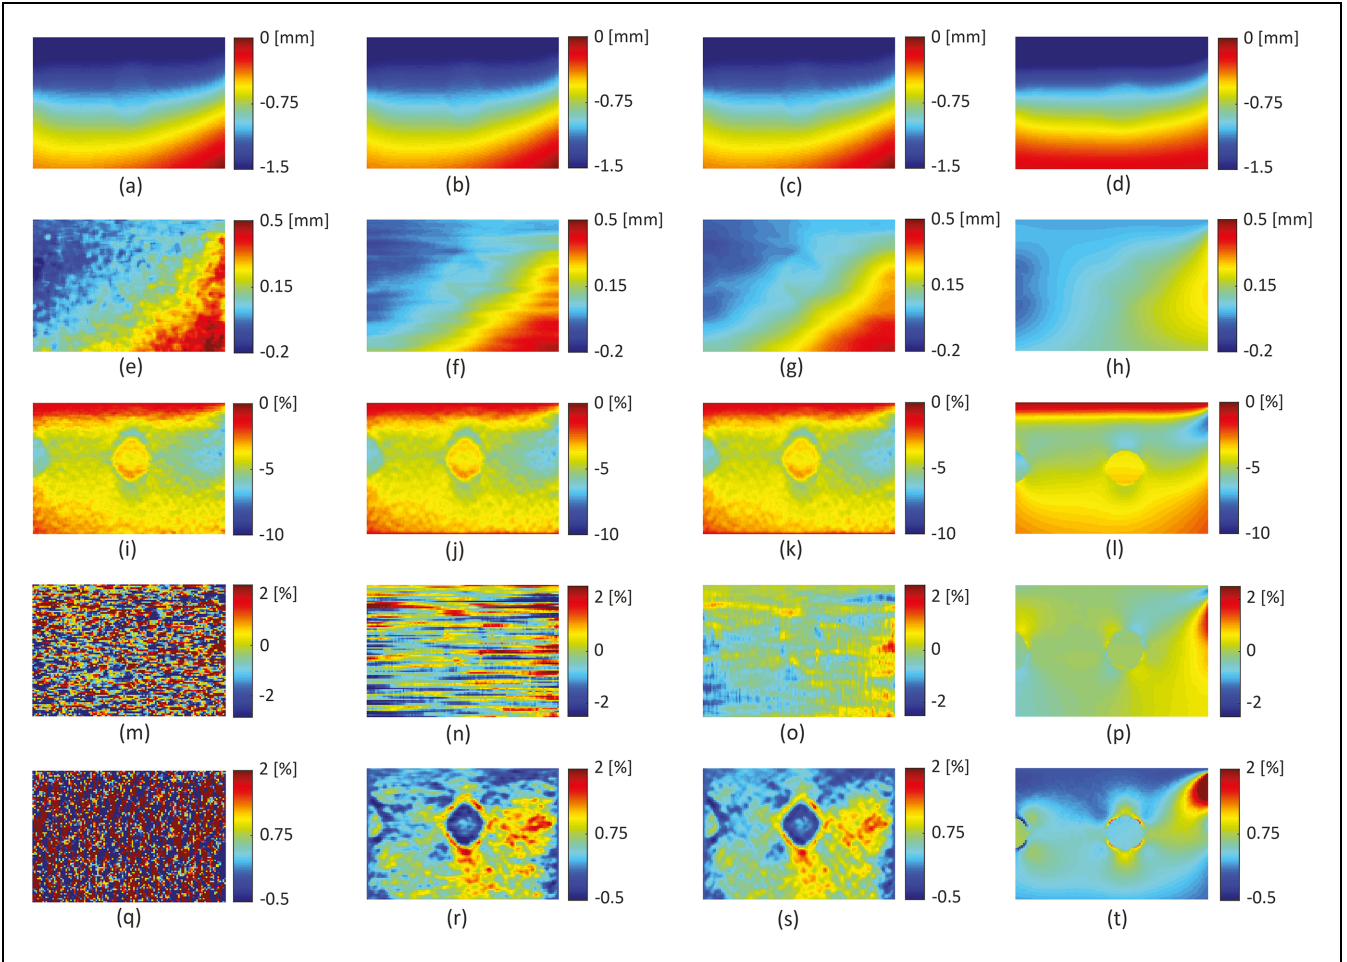 0 [mm]
-0.75
-1.5
(a)
0 [mm]
-0.75
-1.5
(b)
0 [mm]
-0.75
-1.5
(c)
0 [mm]
-0.75
-1.5
(d)
0.5 [mm]
0.15
-0.2
(e)
0.5 [mm]
0.15
-0.2
(f)
0.5 [mm]
0.15
-0.2
(g)
0.5 [mm]
0.15
-0.2
(h)
0 [%]
-5
-10
(i)
0 [%]
-5
-10
(j)
0 [%]
-5
-10
(k)
0 [%]
-5
-10
(l)
2 [%]
0
-2
(m)
2 [%]
0
-2
(n)
2 [%]
0
-2
(o)
2 [%]
0
-2
(p)
2 [%]
0.75
-0.5
(q)
2 [%]
0.75
-0.5
(r)
2 [%]
0.75
-0.5
(s)
2 [%]
0.75
-0.5
(t)